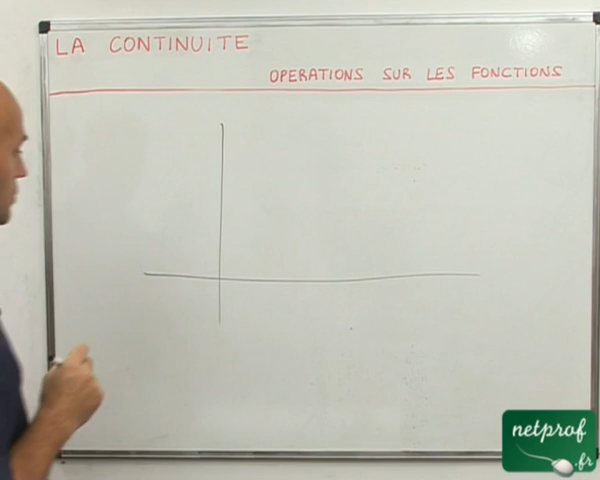 LA CONTINUITE
OPERATIONS SUR LES FONCTIONS
netprof
.fr